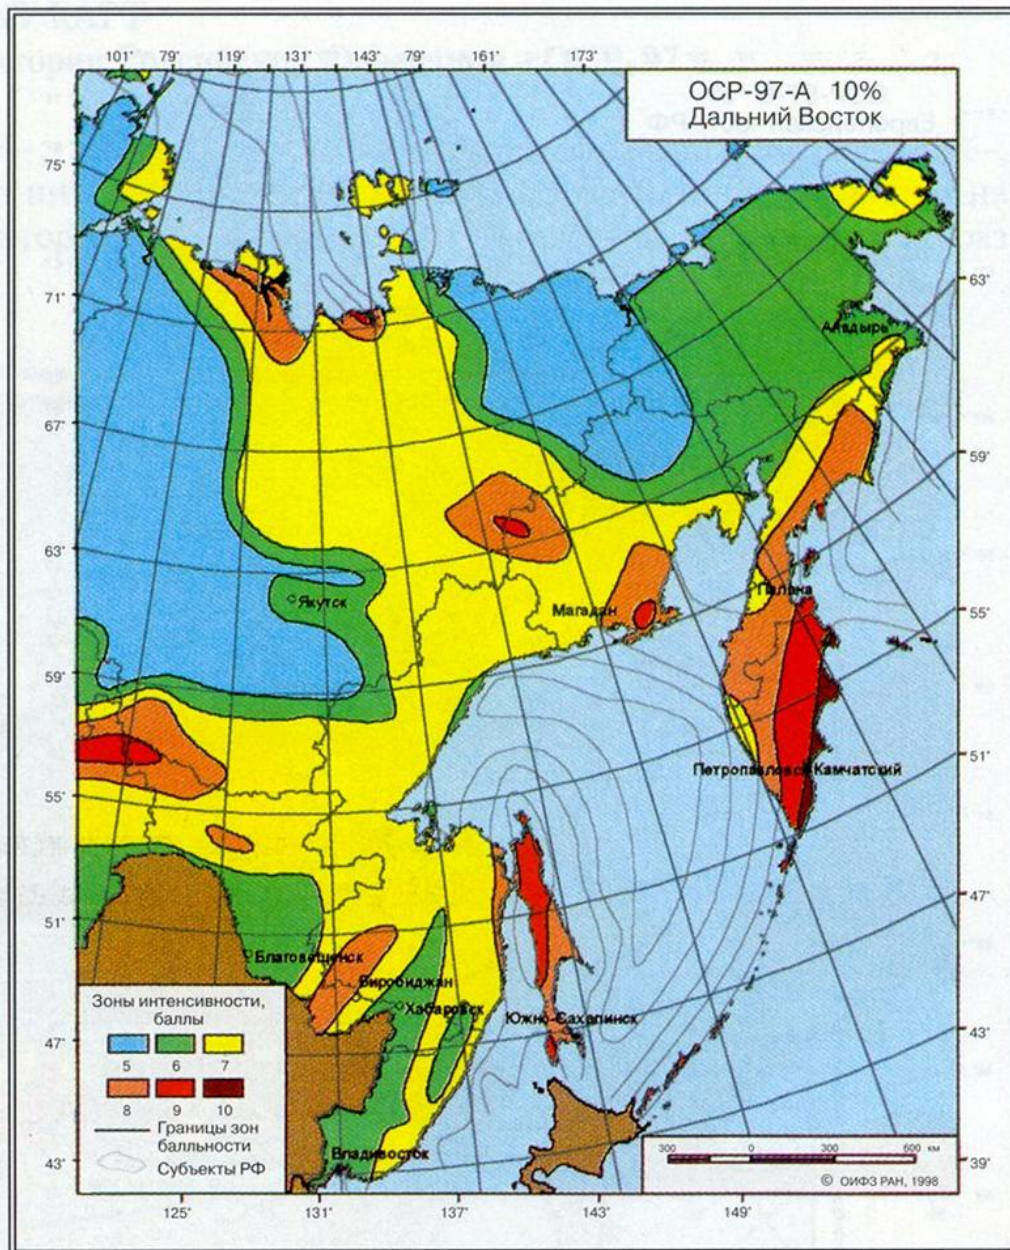 101' 79' 119' 131' 143' 79' 161' 173'
ОСР-97-А 10%
Дальний Восток
75'
71'
67'
63'
59'
55'
51'
47'
43'
63'
59'
55'
51'
47'
43'
39'
Анадырь
Якутск
Магадан
Палана
Петропавловск-Камчатский
Благовещенск
Биробиджан
Хабаровск
Южно-Сахалинск
Владивосток
Зоны интенсивности,
баллы
5 6 7
8 9 10
Границы зон
балльности
Субъекты РФ
300 0 300 600 км
© ОИФЗ РАН, 1998
125' 131' 137' 143' 149'